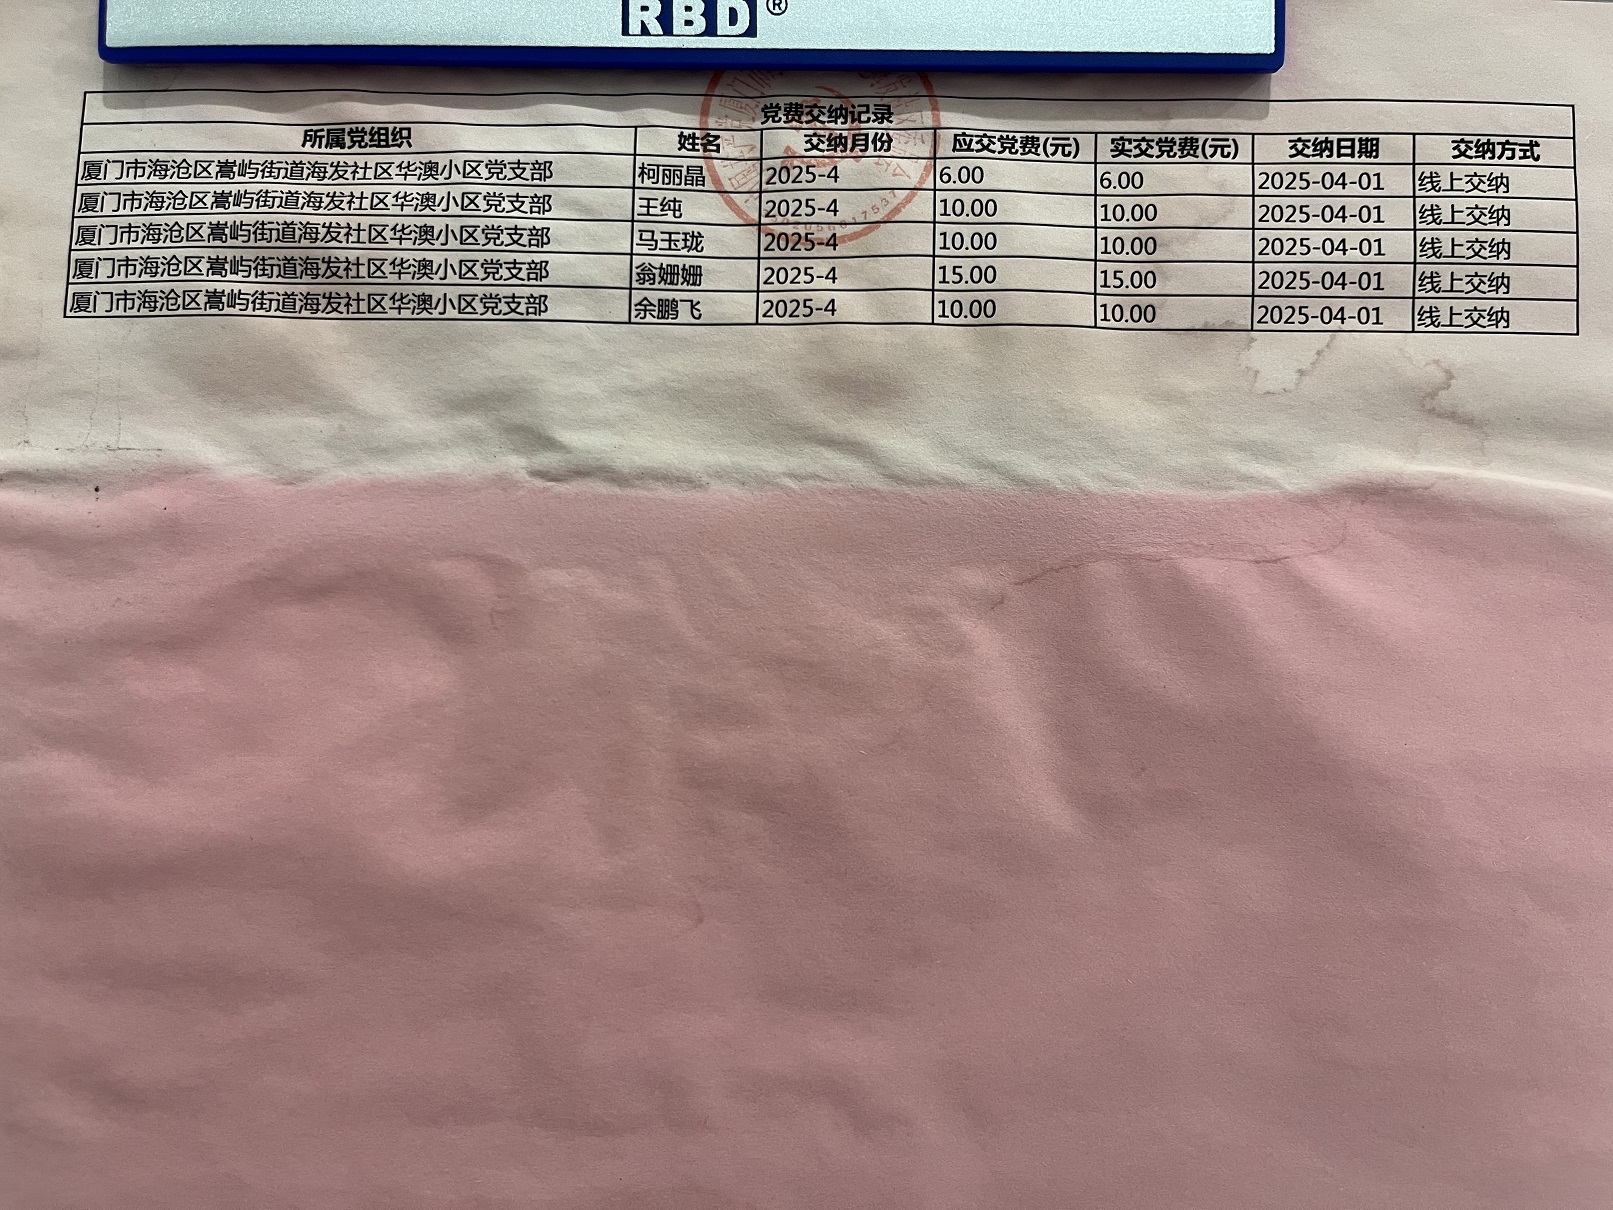 RBD®
党费交纳记录
所属党组织 姓名 交纳月份 应交党费(元) 实交党费(元) 交纳日期 交纳方式
厦门市海沧区嵩屿街道海发社区华澳小区党支部 柯丽晶 2025-4 6.00 6.00 2025-04-01 线上交纳
厦门市海沧区嵩屿街道海发社区华澳小区党支部 王纯 2025-4 10.00 10.00 2025-04-01 线上交纳
厦门市海沧区嵩屿街道海发社区华澳小区党支部 马玉珑 2025-4 10.00 10.00 2025-04-01 线上交纳
厦门市海沧区嵩屿街道海发社区华澳小区党支部 翁姗姗 2025-4 15.00 15.00 2025-04-01 线上交纳
厦门市海沧区嵩屿街道海发社区华澳小区党支部 余鹏飞 2025-4 10.00 10.00 2025-04-01 线上交纳